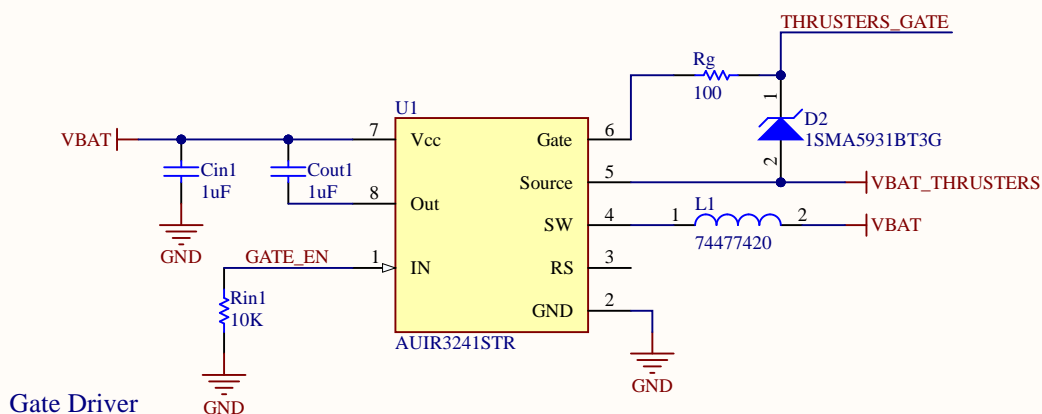 THRUSTERS_GATE
Rg
100
U1
1
D2
1SMA5931BT3G
2
VBAT
7
Vcc
Gate
6
Cin1
1uF
Cout1
1uF
Source
5
VBAT_THRUSTERS
8
Out
L1
SW
4
1
2
VBAT
74477420
GND
GATE_EN
1
IN
RS
3
Rin1
10K
GND
2
AUIR3241STR
GND
GND
Gate Driver